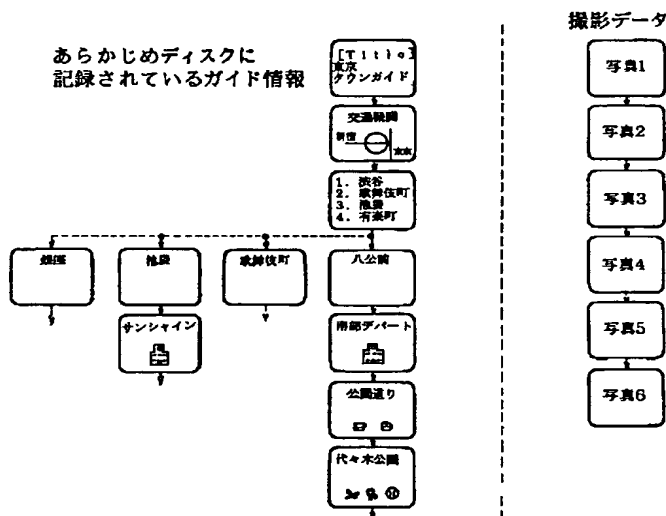 撮影データ
あらかじめディスクに
記録されているガイド情報
[Title]
東京
タウンガイド
交通機関
新宿
東京
1. 渋谷
2. 歌舞伎町
3. 池袋
4. 有楽町
池袋
歌舞伎町
八公前
サンシャイン
南部デパート
公園通り
代々木公園
写真1
写真2
写真3
写真4
写真5
写真6